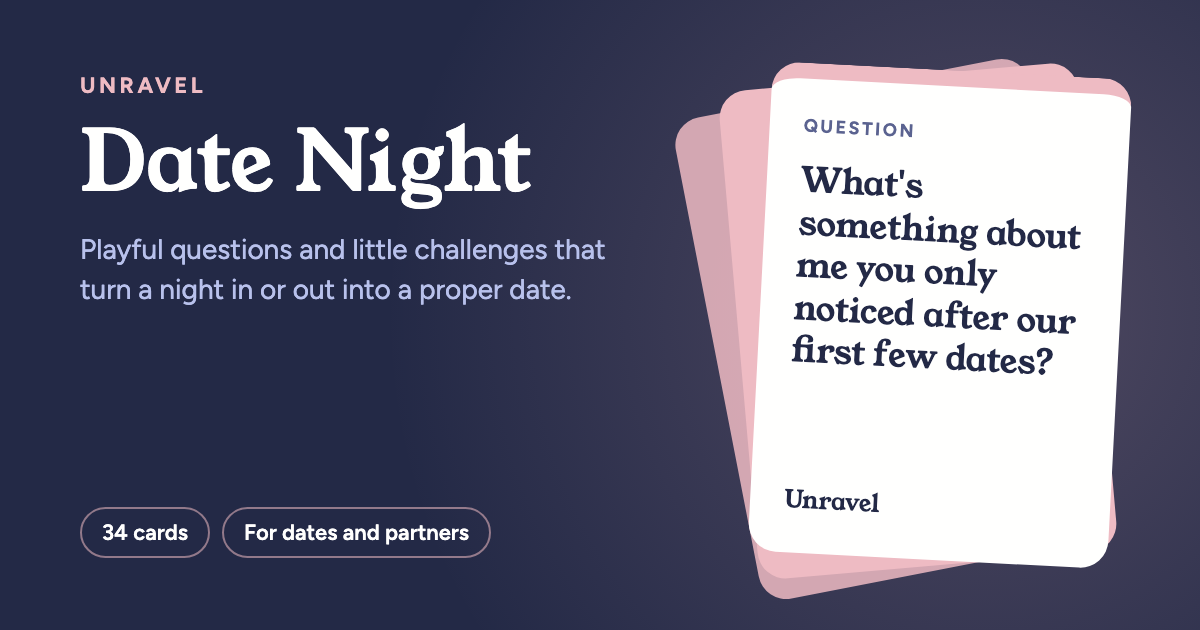 UNRAVEL
Date Night
Playful questions and little challenges that
turn a night in or out into a proper date.
34 cards
For dates and partners
QUESTION
What's
something about
me you only
noticed after our
first few dates?
Unravel